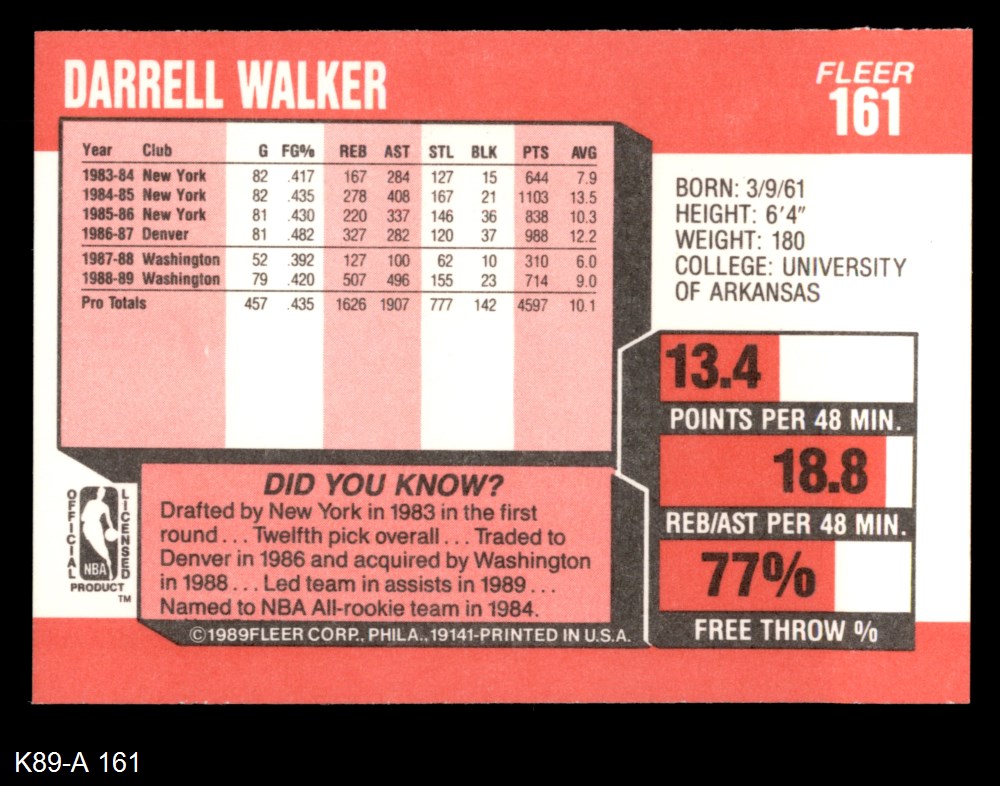 DARRELL WALKER
FLEER
161
Year Club G FG% REB AST STL BLK PTS AVG
1983-84 New York 82 .417 167 284 127 15 644 7.9
1984-85 New York 82 .435 278 408 167 21 1103 13.5
1985-86 New York 81 .430 220 337 146 36 838 10.3
1986-87 Denver 81 .482 327 282 120 37 988 12.2
1987-88 Washington 52 .392 127 100 62 10 310 6.0
1988-89 Washington 79 .420 507 496 155 23 714 9.0
Pro Totals 457 .435 1626 1907 777 142 4597 10.1
BORN: 3/9/61
HEIGHT: 6'4"
WEIGHT: 180
COLLEGE: UNIVERSITY
OF ARKANSAS
13.4
POINTS PER 48 MIN.
18.8
REB/AST PER 48 MIN.
77%
FREE THROW %
OFFICIAL
LICENSED
NBA
PRODUCT
TM
DID YOU KNOW?
Drafted by New York in 1983 in the first
round . . . Twelfth pick overall . . . Traded to
Denver in 1986 and acquired by Washington
in 1988 . . . Led team in assists in 1989 . . .
Named to NBA All-rookie team in 1984.
©1989FLEER CORP., PHILA., 19141-PRINTED IN U.S.A.
K89-A 161